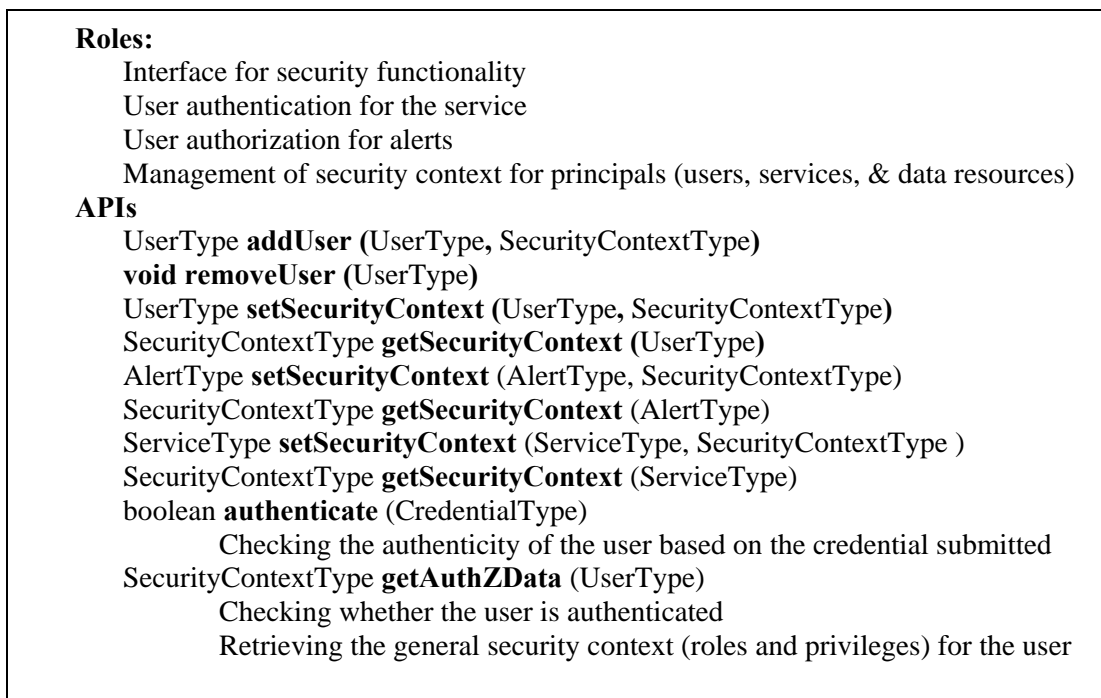 Roles:
Interface for security functionality
User authentication for the service
User authorization for alerts
Management of security context for principals (users, services, & data resources)
APIs
UserType addUser (UserType, SecurityContextType)
void removeUser (UserType)
UserType setSecurityContext (UserType, SecurityContextType)
SecurityContextType getSecurityContext (UserType)
AlertType setSecurityContext (AlertType, SecurityContextType)
SecurityContextType getSecurityContext (AlertType)
ServiceType setSecurityContext (ServiceType, SecurityContextType )
SecurityContextType getSecurityContext (ServiceType)
boolean authenticate (CredentialType)
Checking the authenticity of the user based on the credential submitted
SecurityContextType getAuthZData (UserType)
Checking whether the user is authenticated
Retrieving the general security context (roles and privileges) for the user